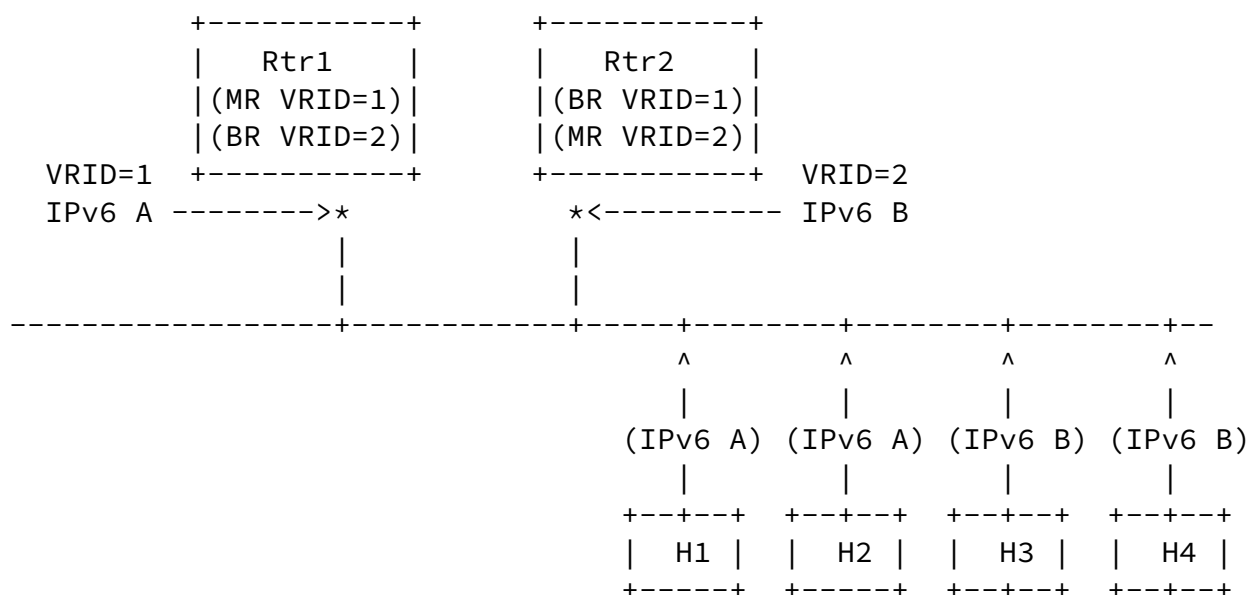 Rtr1 Rtr2
(MR VRID=1) (BR VRID=1)
(BR VRID=2) (MR VRID=2)
VRID=1 VRID=2
IPv6 A IPv6 B
(IPv6 A) (IPv6 A) (IPv6 B) (IPv6 B)
H1 H2 H3 H4